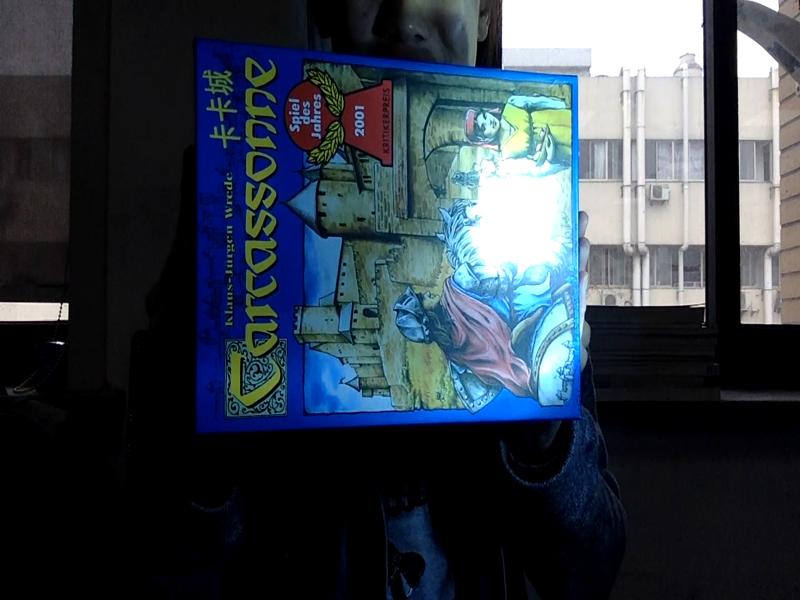 卡卡城
Klaus-Jürgen Wrede
Carcassonne
Spiel
des
Jahres
2001
KRITIKERPREIS